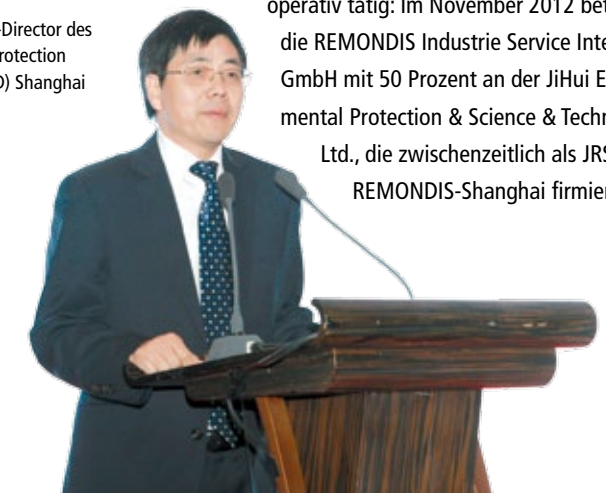 -Director des
rotection
D) Shanghai
operativ tätig: Im November 2012 bet
die REMONDIS Industrie Service Inte
GmbH mit 50 Prozent an der JiHui E
mental Protection & Science & Techn
Ltd., die zwischenzeitlich als JRS
REMONDIS-Shanghai firmier